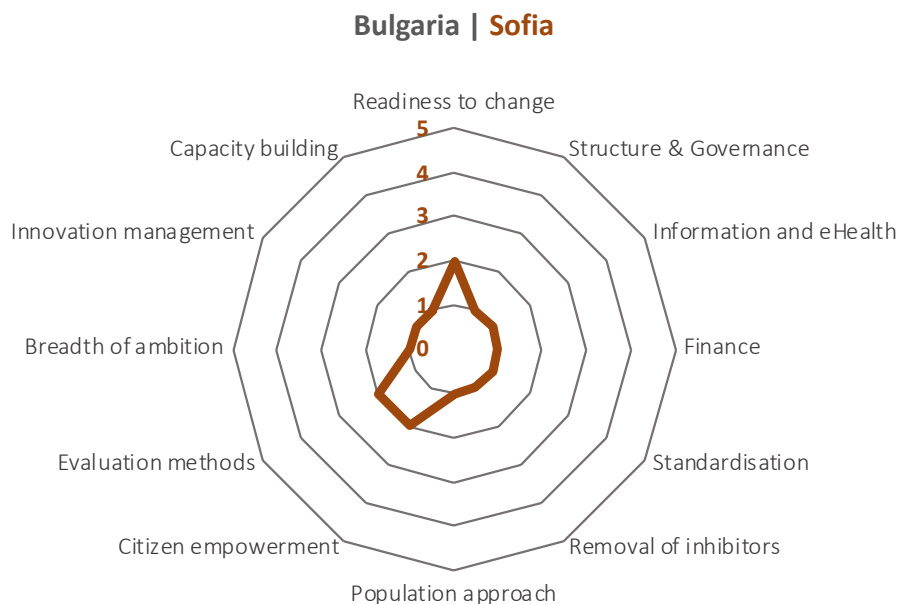 Bulgaria | Sofia
Readiness to change
5
Capacity building
Structure & Governance
4
Innovation management
3
Information and eHealth
2
1
Breadth of ambition
0
Finance
Evaluation methods
Standardisation
Citizen empowerment
Removal of inhibitors
Population approach